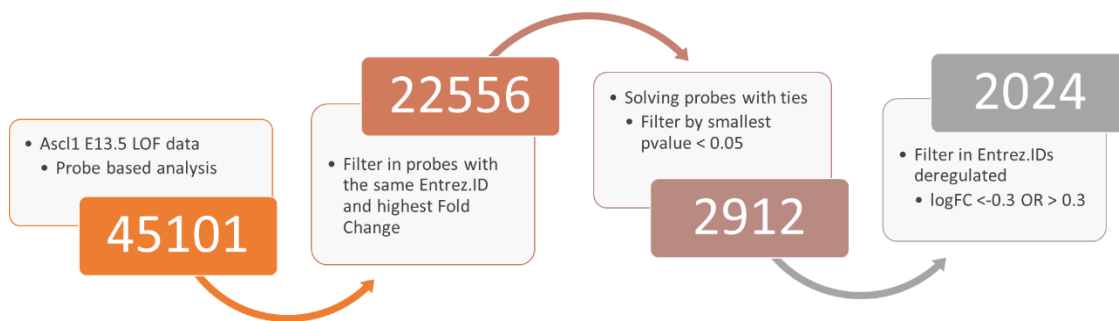 • Ascl1 E13.5 LOF data
• Probe based analysis
45101
22556
• Filter in probes with
the same Entrez.ID
and highest Fold
Change
• Solving probes with ties
• Filter by smallest
pvalue < 0.05
2912
2024
• Filter in Entrez.IDs
deregulated
• logFC <-0.3 OR > 0.3